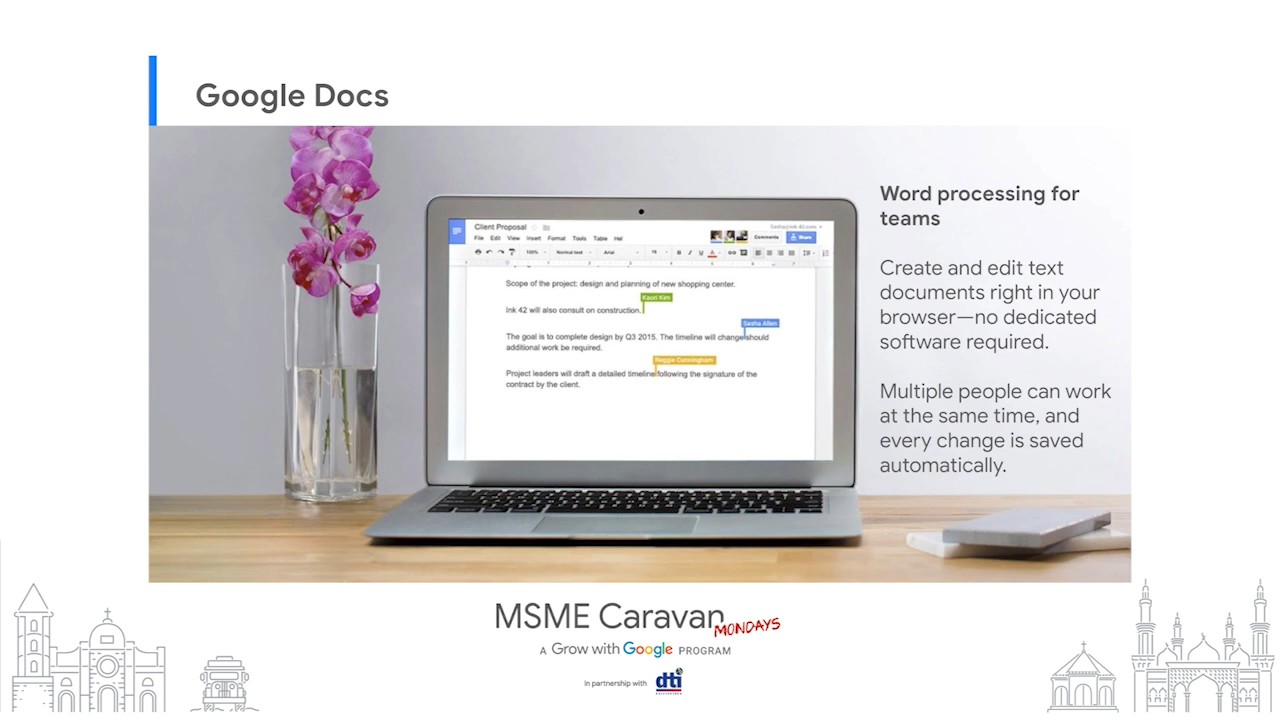 Google Docs
Word processing for
teams
Create and edit text
documents right in your
browser—no dedicated
software required.
Multiple people can work
at the same time, and
every change is saved
automatically.
Client Proposal
File Edit View Insert Format Tools Table Hel
Comments
Share
100% Normal text Arial
B I U A
Scope of the project: design and planning of new shopping center.
Kaori Kim
Ink 42 will also consult on construction.
Sasha Allen
The goal is to complete design by Q3 2015. The timeline will change should
additional work be required.
Reggie Cunningham
Project leaders will draft a detailed timeline following the signature of the
contract by the client.
MSME Caravan
MONDAYS
A Grow with Google PROGRAM
in partnership with dti